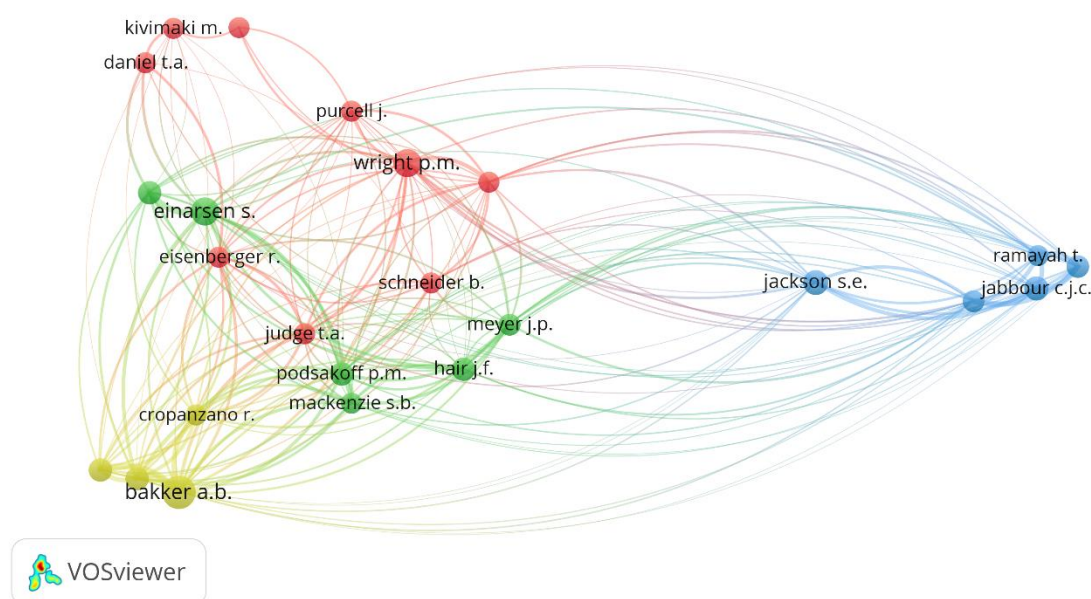 kivimaki m.
daniel t.a.
purcell j.
wright p.m.
einarsen s.
eisenberger r.
ramayah t.
schneider b.
jackson s.e.
jabbour c.j.c.
meyer j.p.
judge t.a.
hair j.f.
podsakoff p.m.
mackenzie s.b.
cropanzano r.
bakker a.b.
VOSviewer